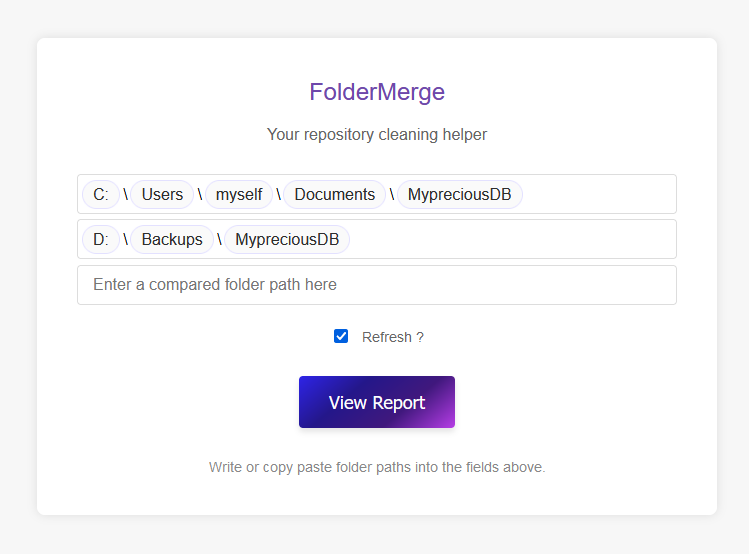 FolderMerge
Your repository cleaning helper
C: \ Users \ myself \ Documents \ MypreciousDB
D: \ Backups \ MypreciousDB
Enter a compared folder path here
Refresh ?
View Report
Write or copy paste folder paths into the fields above.